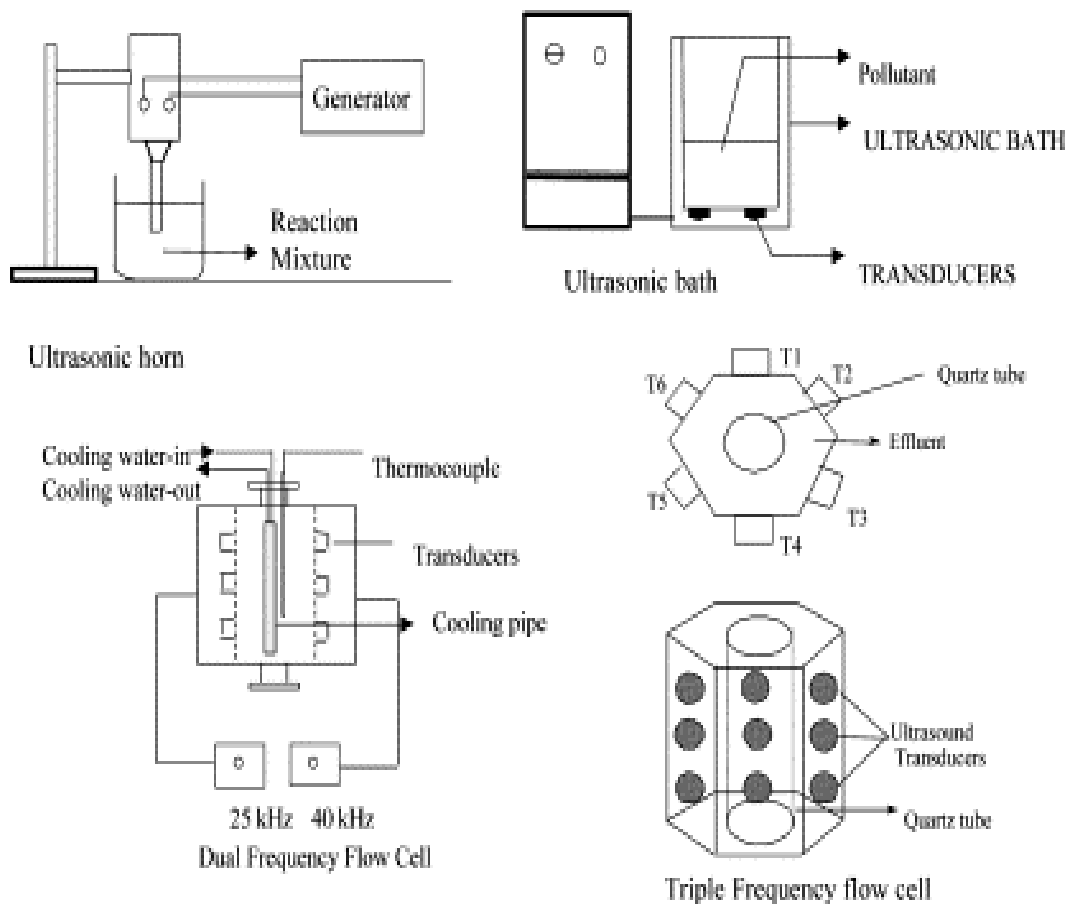 Generator
Reaction
Mixture
Ultrasonic horn
Pollutant
ULTRASONIC BATH
TRANSDUCERS
Ultrasonic bath
Cooling water-in
Cooling water-out
Thermocouple
Transducers
Cooling pipe
25 kHz 40 kHz
Dual Frequency Flow Cell
T1
T2
T6
Quartz tube
Effluent
T5
T3
T4
Ultrasound
Transducers
Quartz tube
Triple Frequency flow cell